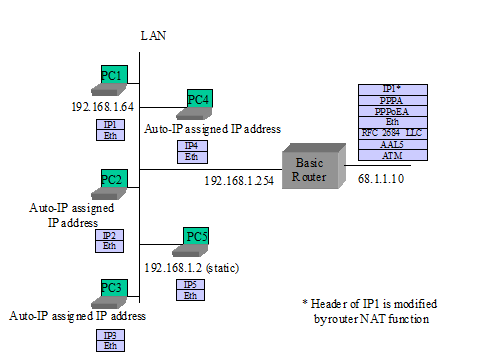 LAN
PC1
192.168.1.64
IP1
Eth
PC4
Auto-IP assigned IP address
IP4
Eth
IP1*
PPPA
PPPoEA
Eth
RFC 2684 LLC
AAL5
ATM
Basic
Router
192.168.1.254
68.1.1.10
PC2
Auto-IP assigned
IP address
IP2
Eth
PC5
192.168.1.2 (static)
IP5
Eth
PC3
Auto-IP assigned IP address
IP3
Eth
* Header of IP1 is modified
by router NAT function